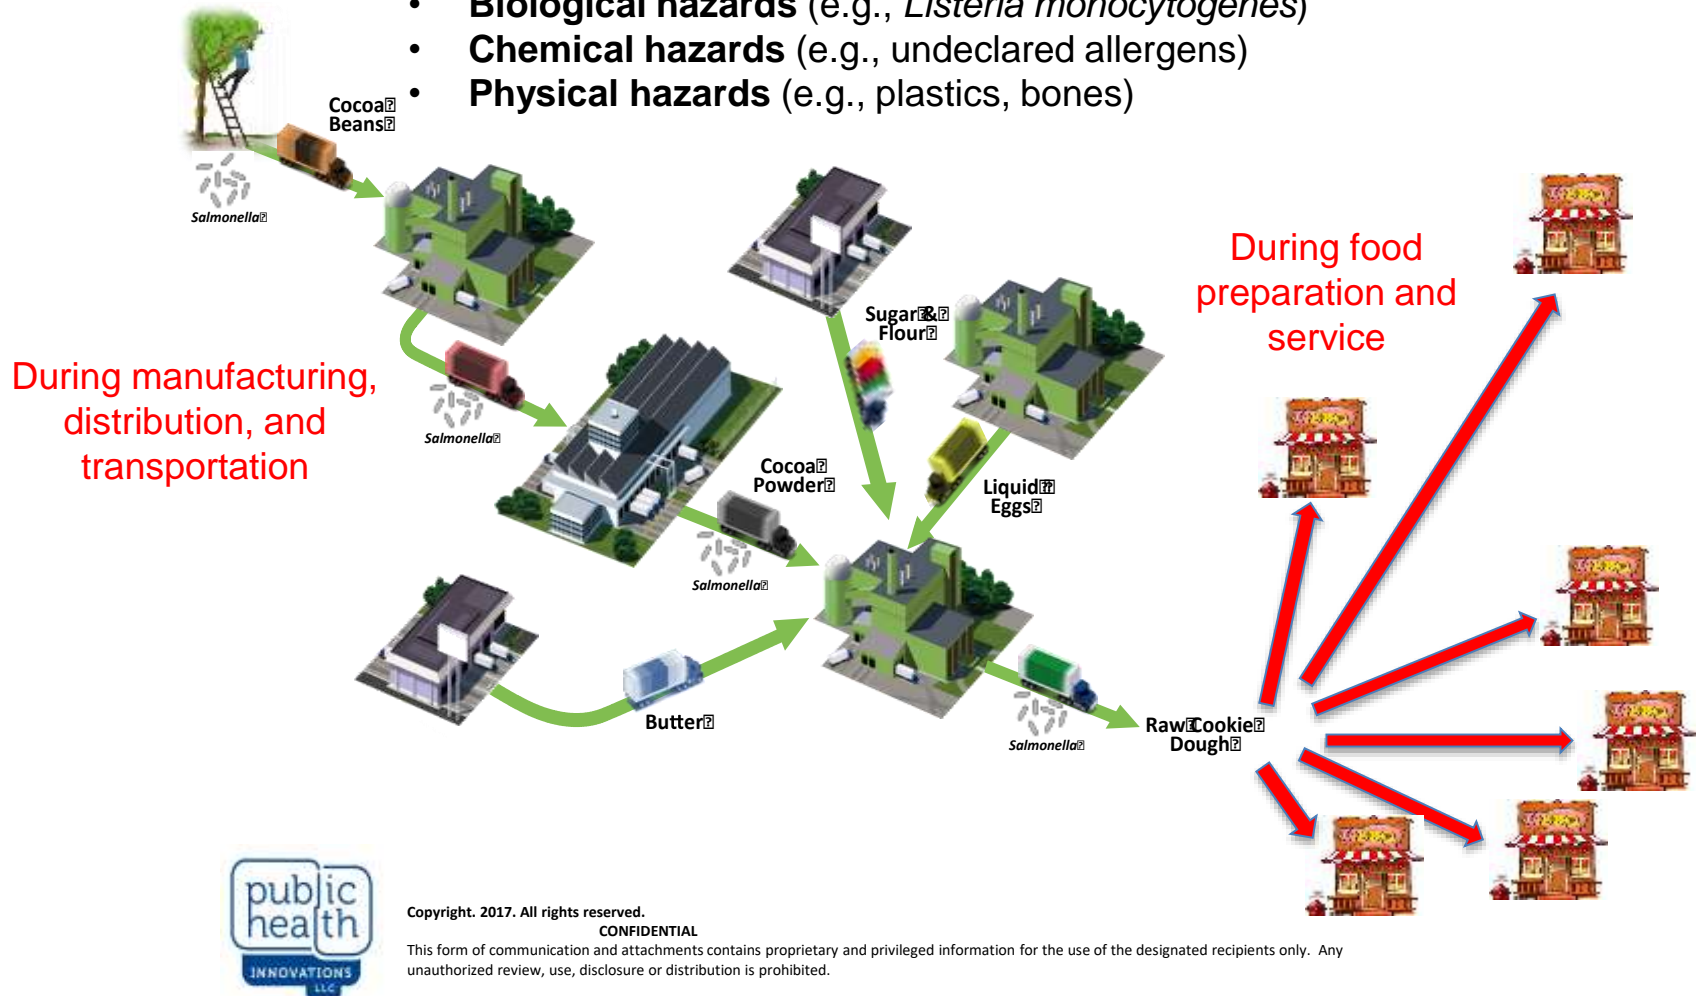 • Biological hazards (e.g., Listeria monocytogenes)
• Chemical hazards (e.g., undeclared allergens)
• Physical hazards (e.g., plastics, bones)
Cocoa
Beans
Salmonella
During manufacturing,
distribution, and
transportation
Salmonella
Sugar &
Flour
During food
preparation and
service
Cocoa
Powder
Liquid
Eggs
Salmonella
Butter
Salmonella
Raw Cookie
Dough
public
health
INNOVATIONS
LLC
Copyright. 2017. All rights reserved.
CONFIDENTIAL
This form of communication and attachments contains proprietary and privileged information for the use of the designated recipients only. Any
unauthorized review, use, disclosure or distribution is prohibited.